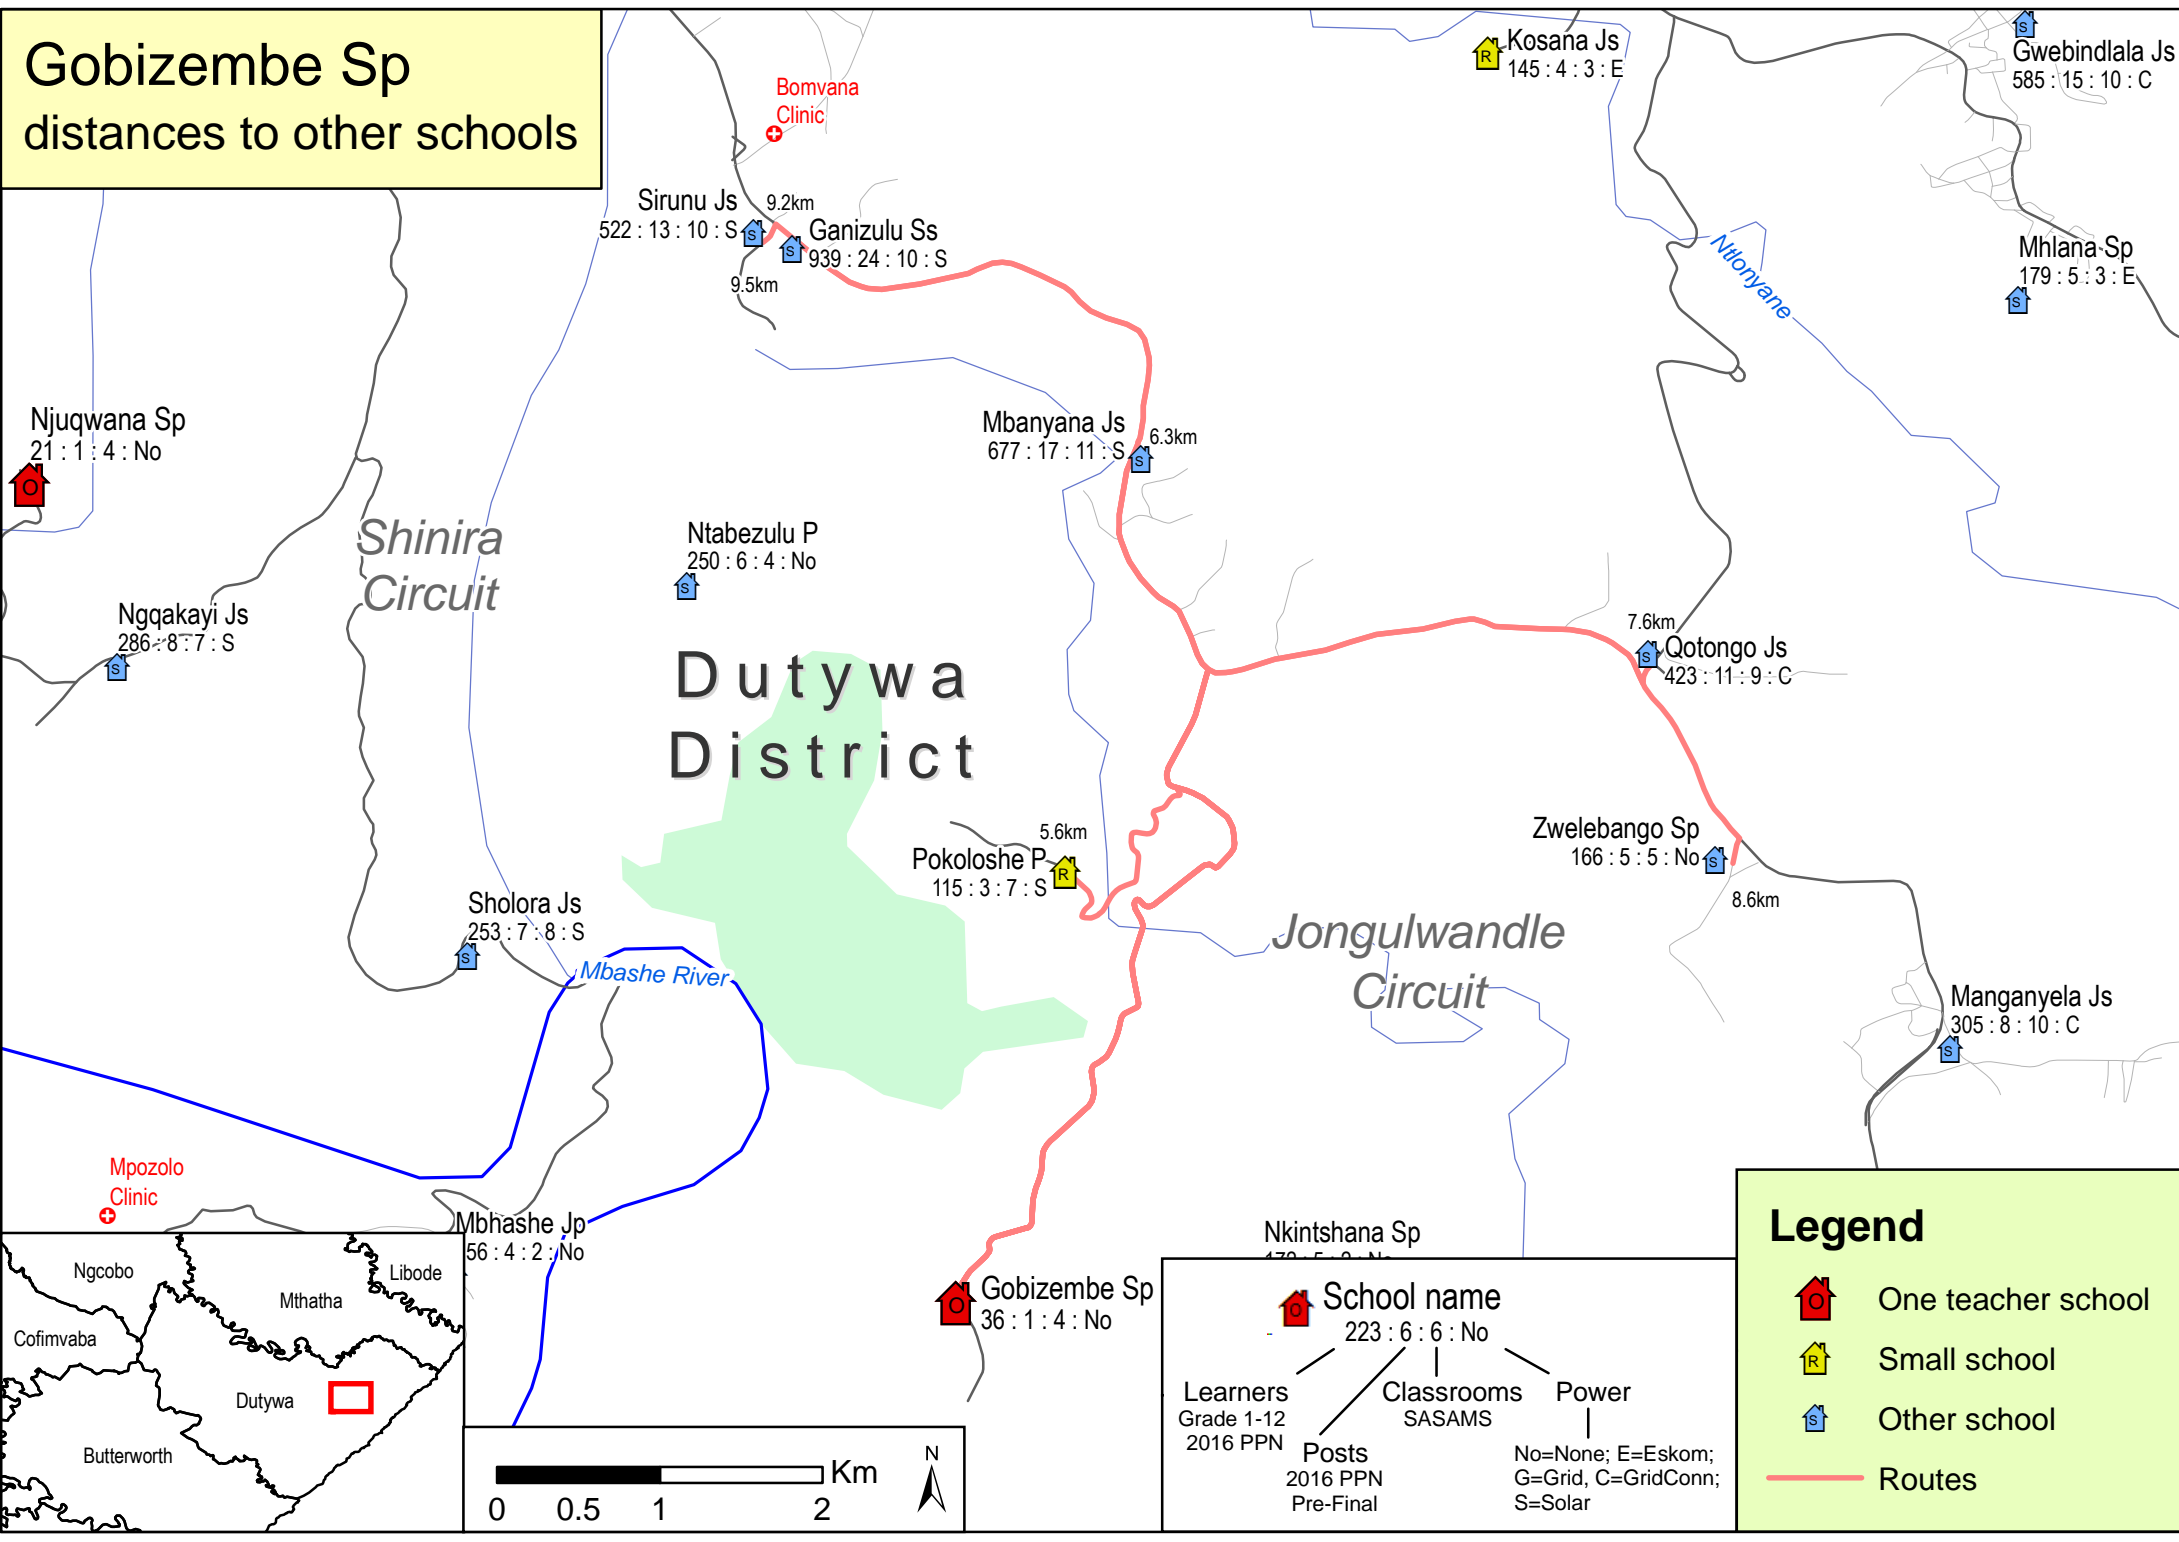 Gobizembe Sp
distances to other schools
Bomvana
Clinic
Kosana Js
145 : 4 : 3 : E
Gwebindlala Js
585 : 15 : 10 : C
Sirunu Js
522 : 13 : 10 : S
9.2km
Ganizulu Ss
939 : 24 : 10 : S
9.5km
Ntlonyane
Mhlana Sp
179 : 5 : 3 : E
Njuqwana Sp
21 : 1 : 4 : No
Mbanyana Js
677 : 17 : 11 : S
6.3km
Shinira
Circuit
Ntabezulu P
250 : 6 : 4 : No
Ngqakayi Js
286 : 8 : 7 : S
Dutywa
District
7.6km
Qotongo Js
423 : 11 : 9 : C
5.6km
Pokoloshe P
115 : 3 : 7 : S
Zwelebango Sp
166 : 5 : 5 : No
8.6km
Sholora Js
253 : 7 : 8 : S
Mbashe River
Jongulwandle
Circuit
Manganyela Js
305 : 8 : 10 : C
Mpozolo
Clinic
Mbhashe Jp
56 : 4 : 2 : No
Nkintshana Sp
Gobizembe Sp
36 : 1 : 4 : No
Ngcobo
Libode
Mthatha
Cofimvaba
Dutywa
Butterworth
Km
0 0.5 1 2
N
School name
223 : 6 : 6 : No
Learners
Grade 1-12
2016 PPN
Posts
2016 PPN
Pre-Final
Classrooms
SASAMS
Power
No=None; E=Eskom;
G=Grid, C=GridConn;
S=Solar
Legend
O One teacher school
R Small school
S Other school
Routes